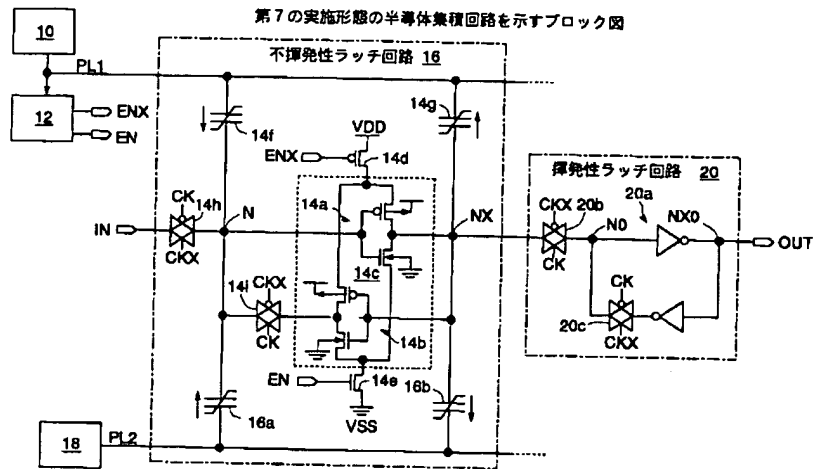 第7の実施形態の半導体集積回路を示すブロック図
10
不揮発性ラッチ回路 16
PL1
12
ENX
EN
14f
14g
VDD
ENX
14d
揮発性ラッチ回路 20
CK
14h
N
14a
NX
CKX
20b
20a
N0
NX0
IN
CKX
CK
OUT
14c
CKX
14i
CK
CK
20c
CKX
14b
EN
14e
16b
16a
VSS
18
PL2